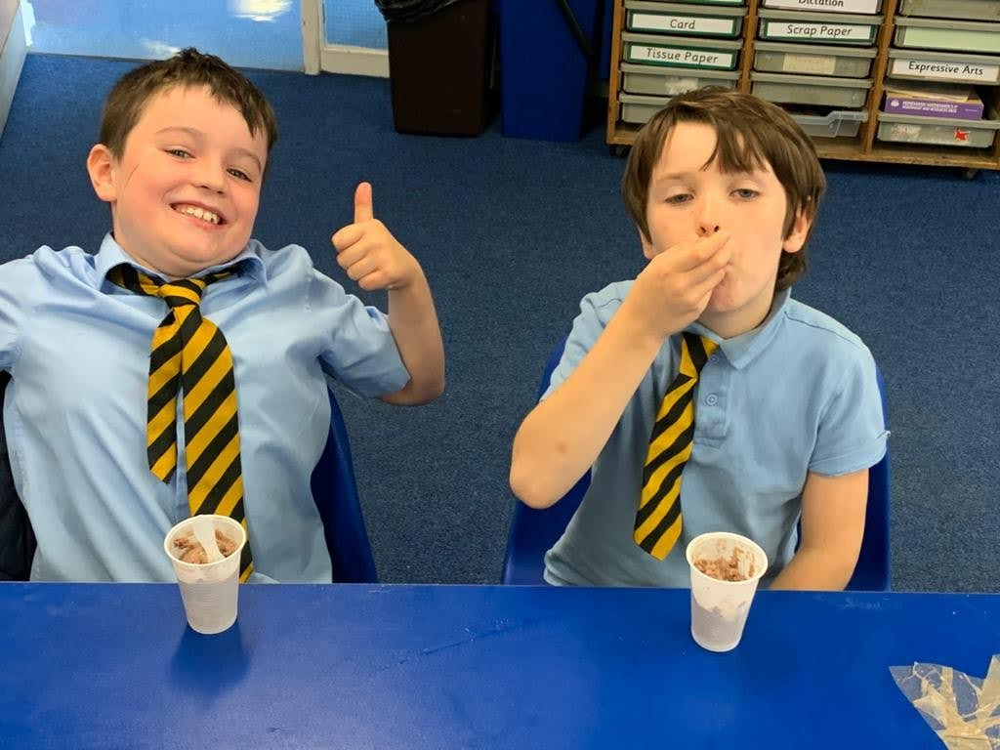 Dictation
Card
Scrap Paper
Tissue Paper
Expressive Arts